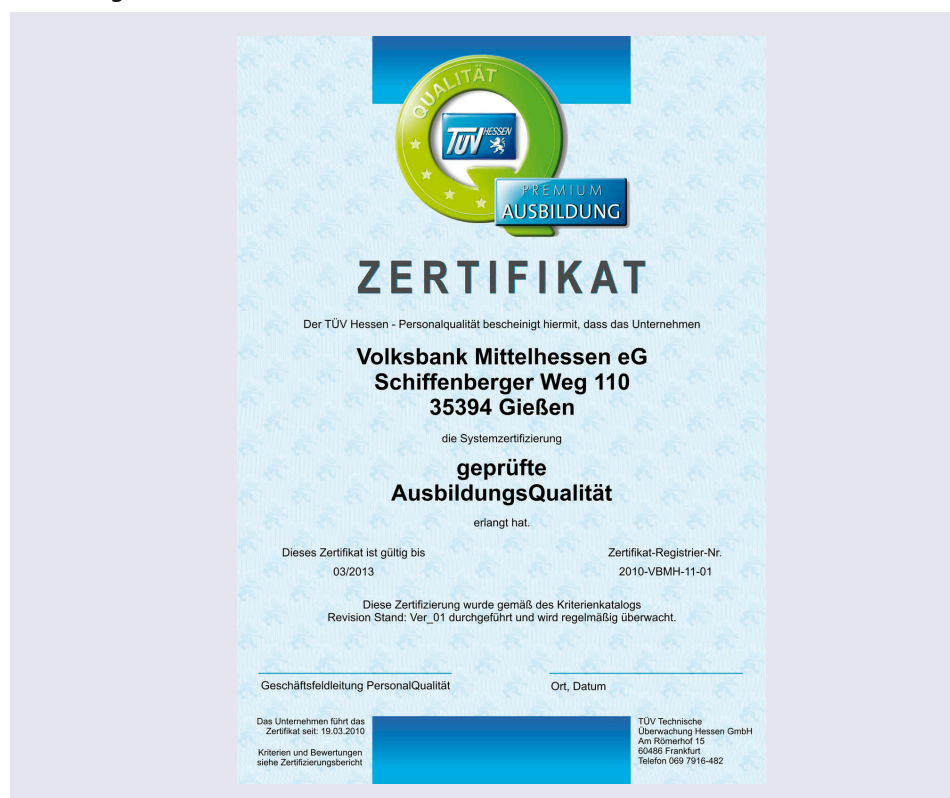 QUALITÄT
TÜV HESSEN
PREMIUM
AUSBILDUNG
ZERTIFIKAT
Der TÜV Hessen - Personalqualität bescheinigt hiermit, dass das Unternehmen
Volksbank Mittelhessen eG
Schiffenberger Weg 110
35394 Gießen
die Systemzertifizierung
geprüfte
AusbildungsQualität
erlangt hat.
Dieses Zertifikat ist gültig bis
03/2013
Zertifikat-Registrier-Nr.
2010-VBMH-11-01
Diese Zertifizierung wurde gemäß des Kriterienkatalogs
Revision Stand: Ver_01 durchgeführt und wird regelmäßig überwacht.
Geschäftsfeldleitung PersonalQualität
Ort, Datum
Das Unternehmen führt das
Zertifikat seit: 19.03.2010
Kriterien und Bewertungen
siehe Zertifizierungsbericht
TÜV Technische
Überwachung Hessen GmbH
Am Römerhof 15
60486 Frankfurt
Telefon 069 7916-482